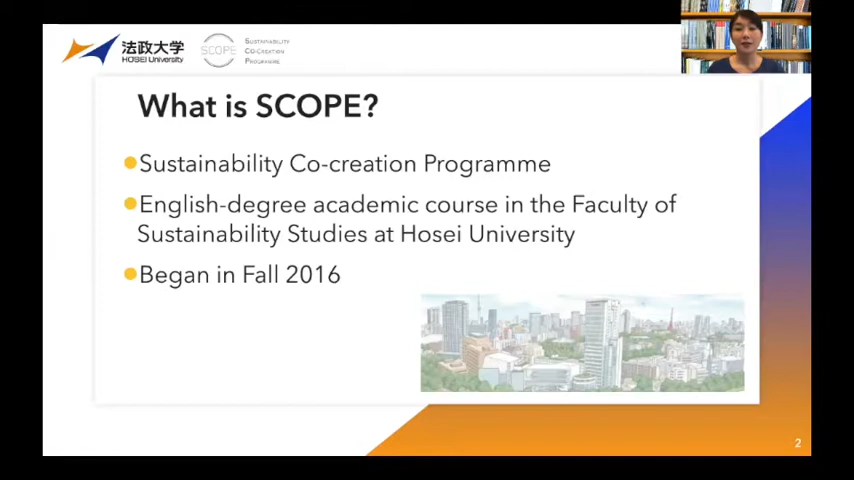 法政大学
HOSEI University
SCOPE
SUSTAINABILITY
CO-CREATION
PROGRAMME
What is SCOPE?
Sustainability Co-creation Programme
English-degree academic course in the Faculty of
Sustainability Studies at Hosei University
Began in Fall 2016
2